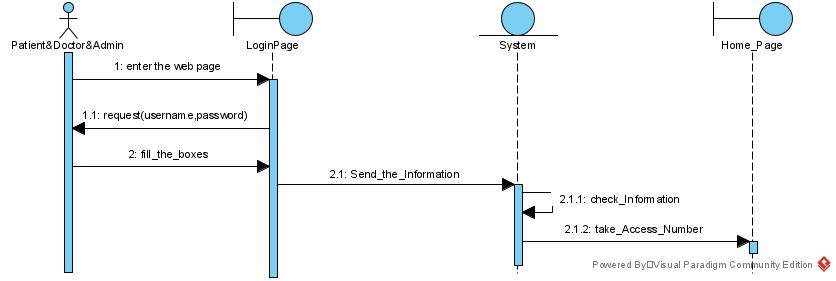 Patient&Doctor&Admin
LoginPage
System
Home_Page
1: enter the web page
1.1: request(username,password)
2: fill_the_boxes
2.1: Send_the_Information
2.1.1: check_Information
2.1.2: take_Access_Number
Powered By□Visual Paradigm Community Edition